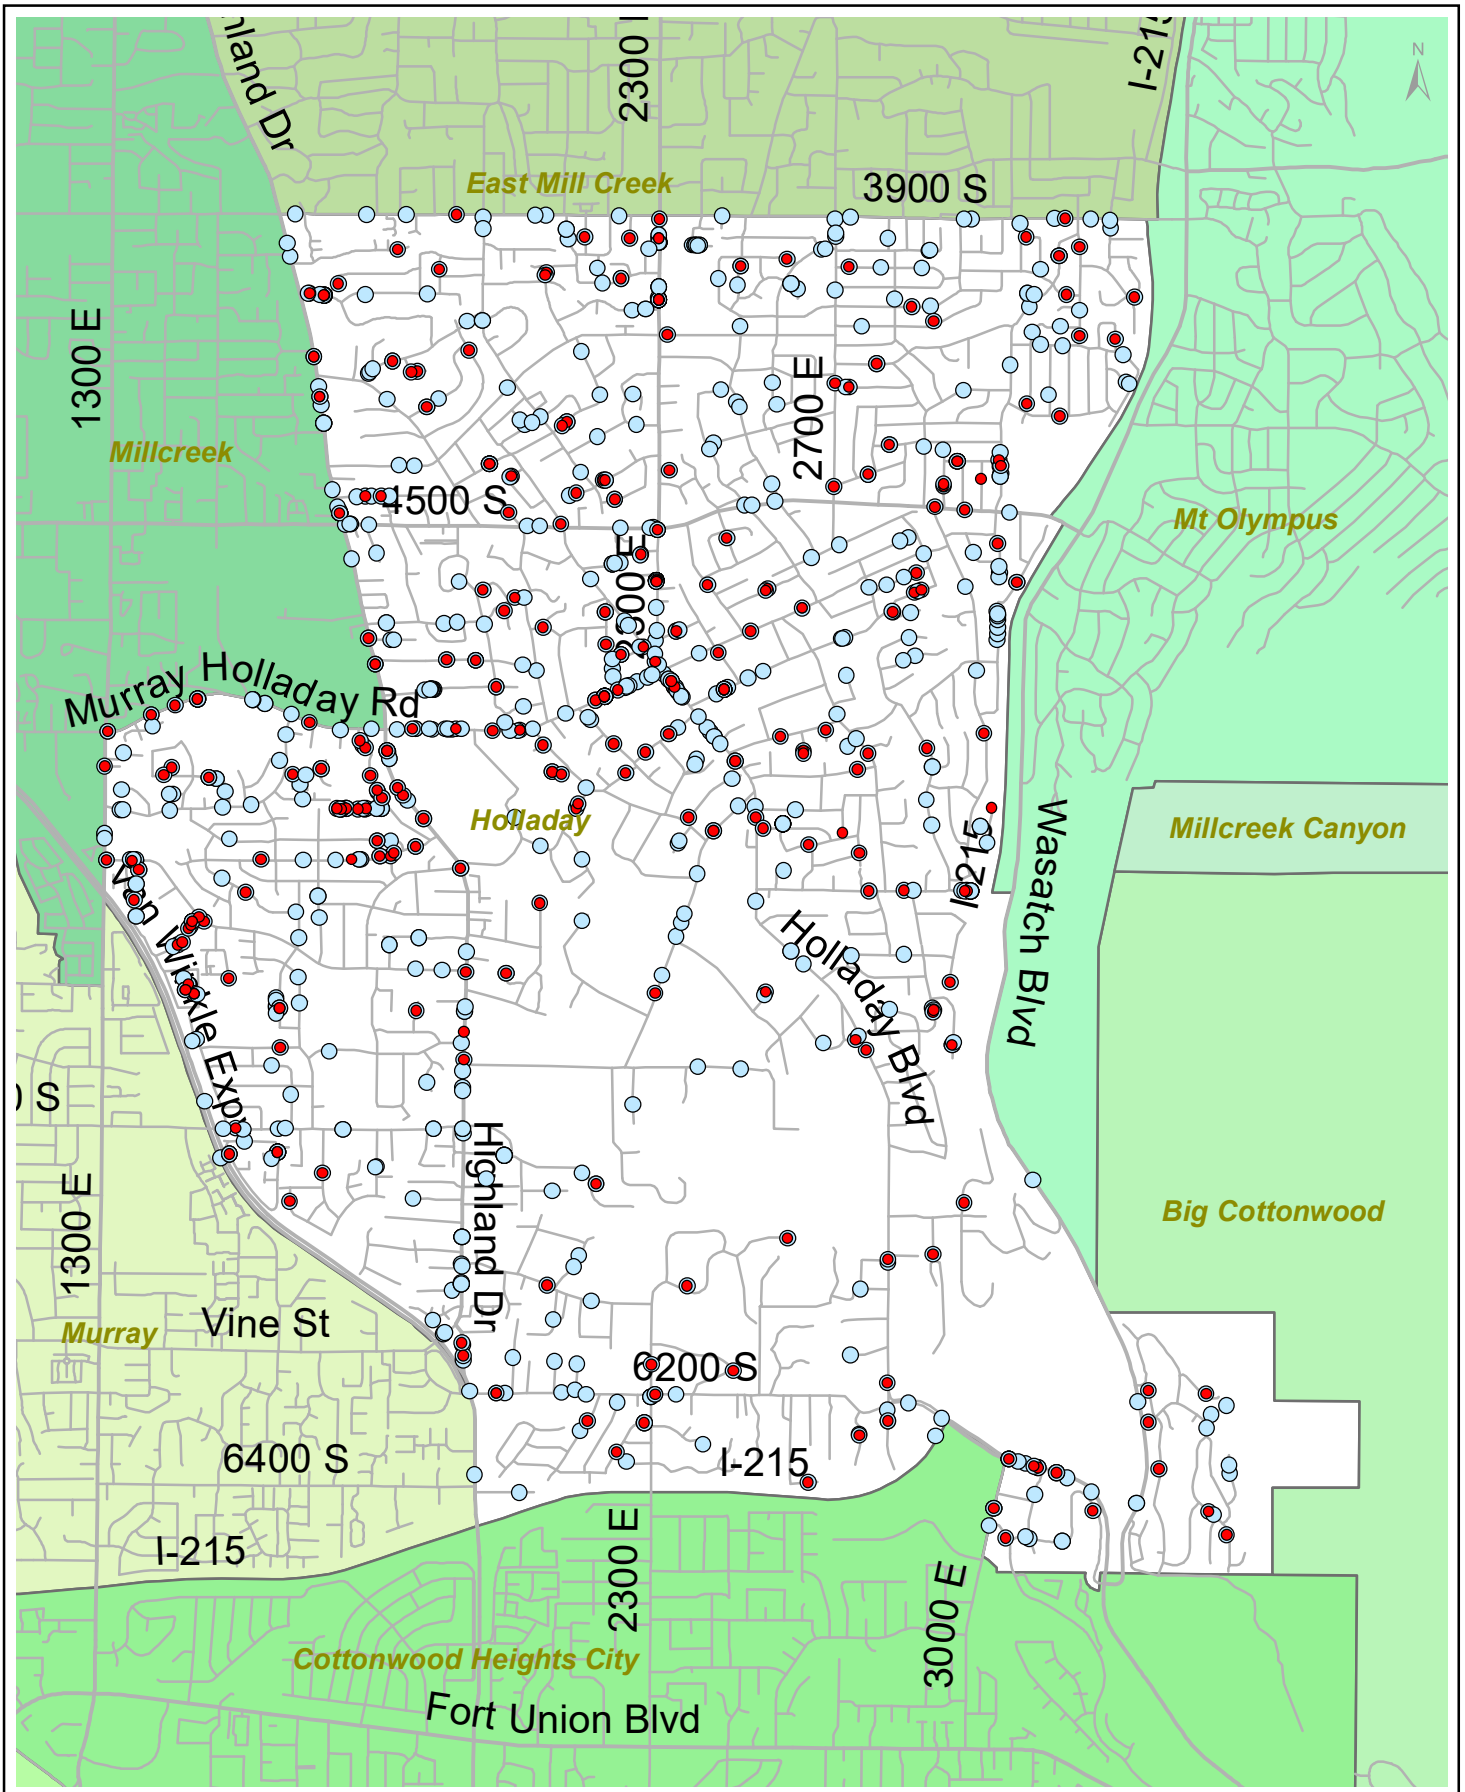 hland Dr
2300 E
I-215
N
East Mill Creek
3900 S
1300 E
2700 E
Millcreek
4500 S
Mt Olympus
2300 E
Murray Holladay Rd
Holladay
I-215
Wasatch Blvd
Millcreek Canyon
Van Winkle Expy
Holladay Blvd
0 S
Highland Dr
1300 E
Big Cottonwood
Vine St
Murray
6200 S
6400 S
I-215
I-215
2300 E
3000 E
Cottonwood Heights City
Fort Union Blvd